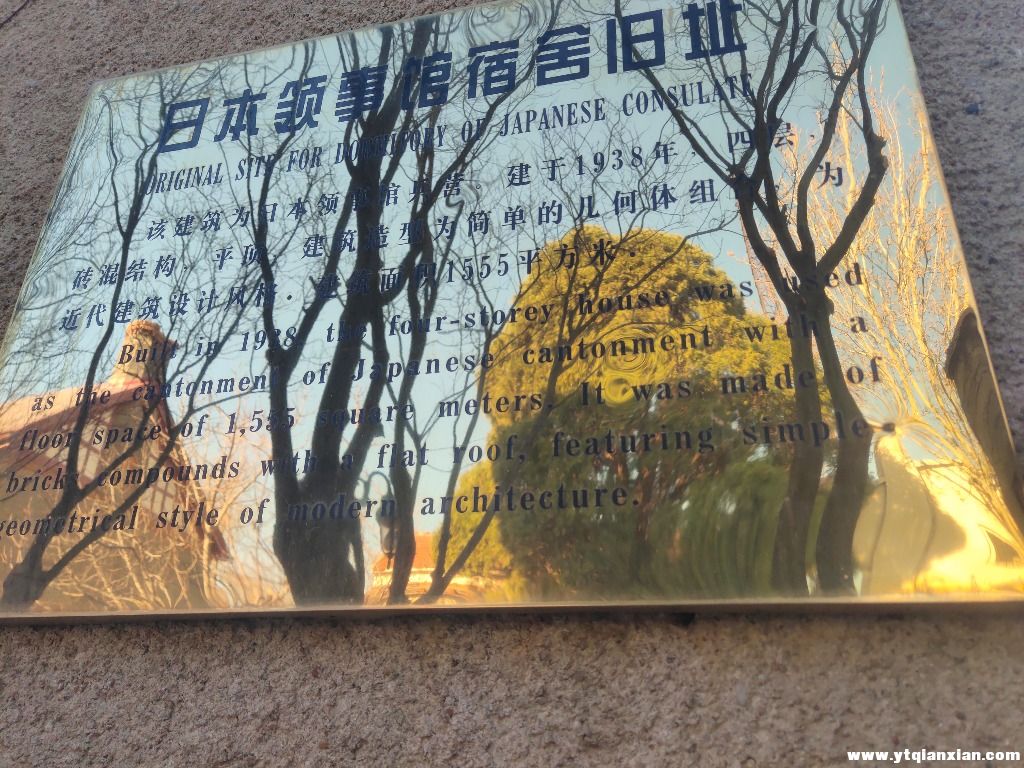 日本领事馆宿舍旧址
ORIGINAL SITE FOR DORMITORY OF JAPANESE CONSULATE
该建筑为日本领事馆兵营。建于1938年,四层,
砖混结构,平顶,建筑造型为简单的几何体组合,为
近代建筑设计风格,建筑面积1555平方米。
Built in 1938, the four-storey house was used
as the cantonment of Japanese cantonment with a
floor space of 1,555 square meters, It was made of
bricks compounds with a flat roof, featuring simple
geometrical style of modern architecture.
www.ytqianxian.com